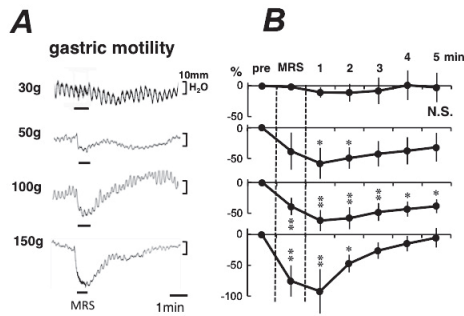 A
B
gastric motility
pre MRS 1 2 3 4 5 min
%
30g
10mm
H₂O
0
-50
N.S.
50g
0
-50
* *
100g
0
-50
** ** ** ** * *
150g
0
-50
-100
** ** *
MRS
1min